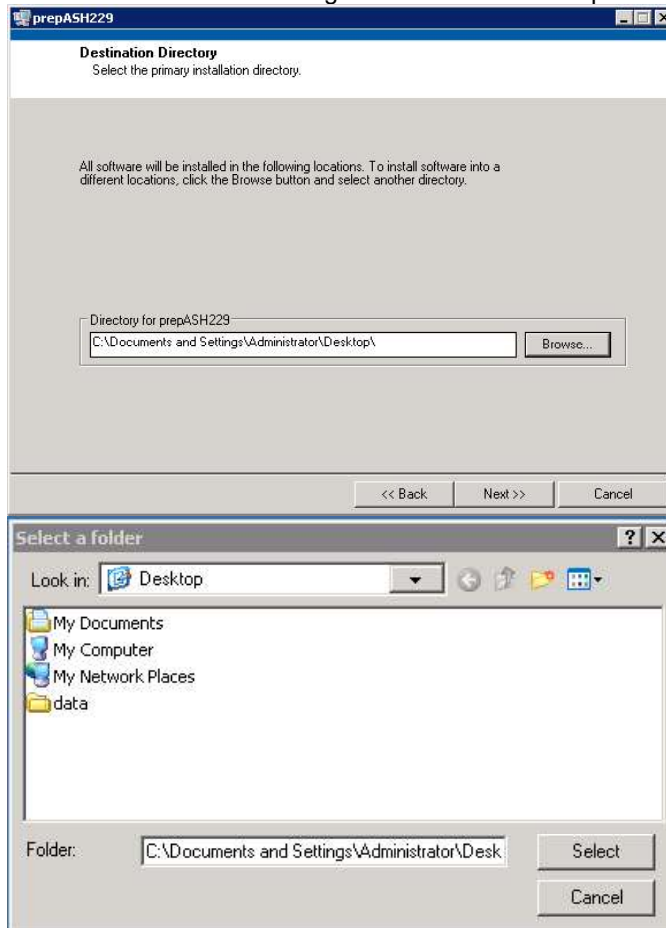 prepASH229
Destination Directory
Select the primary installation directory.
All software will be installed in the following locations. To install software into a
different locations, click the Browse button and select another directory.
Directory for prepASH229
C:\Documents and Settings\Administrator\Desktop\
Browse...
<< Back
Next >>
Cancel
Select a folder
Look in:
Desktop
My Documents
My Computer
My Network Places
data
Folder:
C:\Documents and Settings\Administrator\Desk
Select
Cancel